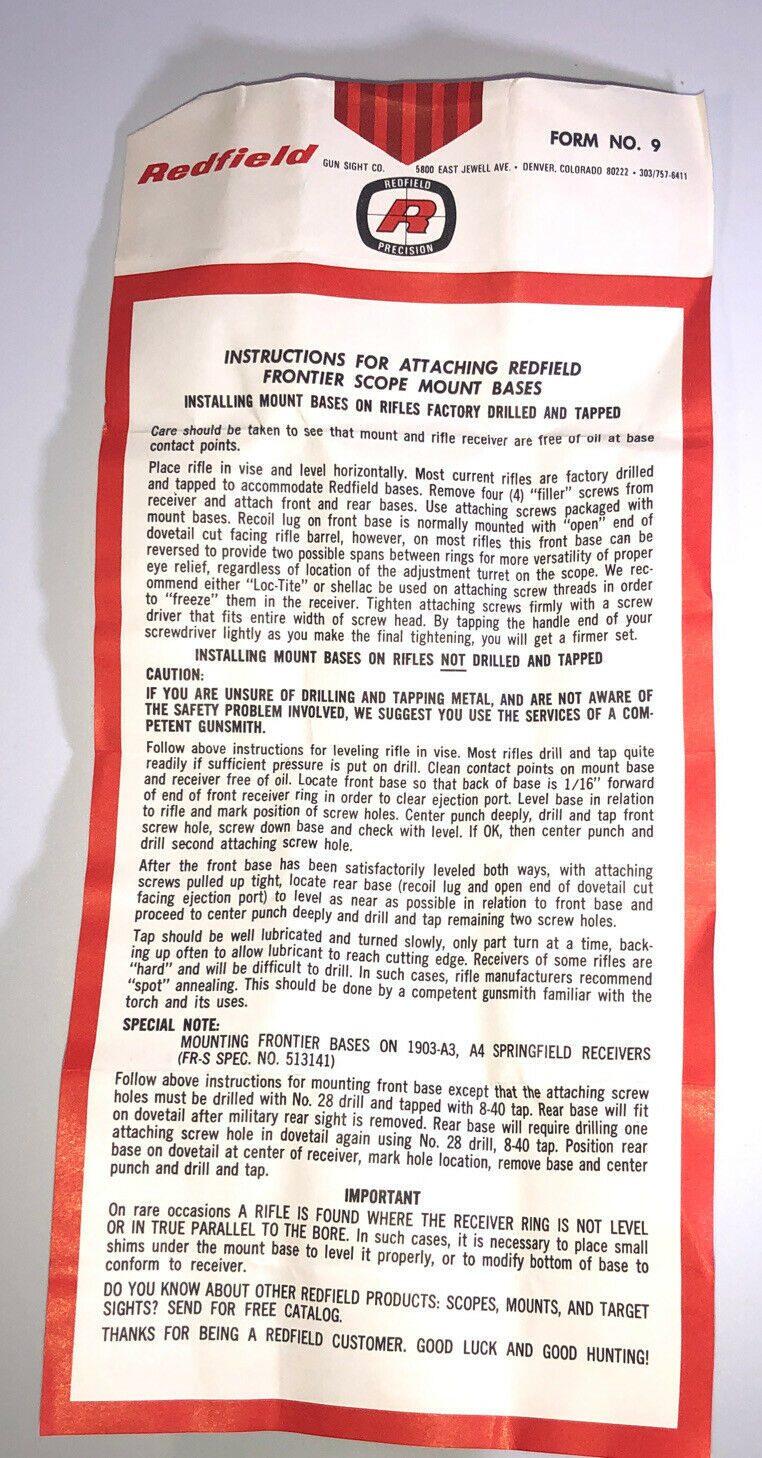 Redfield GUN SIGHT CO. 5800 EAST JEWELL AVE. • DENVER, COLORADO 80222 • 303/757-6411
FORM NO. 9
REDFIELD
R
PRECISION
INSTRUCTIONS FOR ATTACHING REDFIELD
FRONTIER SCOPE MOUNT BASES
INSTALLING MOUNT BASES ON RIFLES FACTORY DRILLED AND TAPPED
Care should be taken to see that mount and rifle receiver are free of oil at base
contact points.
Place rifle in vise and level horizontally. Most current rifles are factory drilled
and tapped to accommodate Redfield bases. Remove four (4) "filler" screws from
receiver and attach front and rear bases. Use attaching screws packaged with
mount bases. Recoil lug on front base is normally mounted with "open" end of
dovetail cut facing rifle barrel, however, on most rifles this front base can be
reversed to provide two possible spans between rings for more versatility of proper
eye relief, regardless of location of the adjustment turret on the scope. We rec-
ommend either "Loc-Tite" or shellac be used on attaching screw threads in order
to "freeze" them in the receiver. Tighten attaching screws firmly with a screw
driver that fits entire width of screw head. By tapping the handle end of your
screwdriver lightly as you make the final tightening, you will get a firmer set.
INSTALLING MOUNT BASES ON RIFLES NOT DRILLED AND TAPPED
CAUTION:
IF YOU ARE UNSURE OF DRILLING AND TAPPING METAL, AND ARE NOT AWARE OF
THE SAFETY PROBLEM INVOLVED, WE SUGGEST YOU USE THE SERVICES OF A COM-
PETENT GUNSMITH.
Follow above instructions for leveling rifle in vise. Most rifles drill and tap quite
readily if sufficient pressure is put on drill. Clean contact points on mount base
and receiver free of oil. Locate front base so that back of base is 1/16" forward
of end of front receiver ring in order to clear ejection port. Level base in relation
to rifle and mark position of screw holes. Center punch deeply, drill and tap front
screw hole, screw down base and check with level. If OK, then center punch and
drill second attaching screw hole.
After the front base has been satisfactorily leveled both ways, with attaching
screws pulled up tight, locate rear base (recoil lug and open end of dovetail cut
facing ejection port) to level as near as possible in relation to front base and
proceed to center punch deeply and drill and tap remaining two screw holes.
Tap should be well lubricated and turned slowly, only part turn at a time, back-
ing up often to allow lubricant to reach cutting edge. Receivers of some rifles are
"hard" and will be difficult to drill. In such cases, rifle manufacturers recommend
"spot" annealing. This should be done by a competent gunsmith familiar with the
torch and its uses.
SPECIAL NOTE:
MOUNTING FRONTIER BASES ON 1903-A3, A4 SPRINGFIELD RECEIVERS
(FR-S SPEC. NO. 513141)
Follow above instructions for mounting front base except that the attaching screw
holes must be drilled with No. 28 drill and tapped with 8-40 tap. Rear base will fit
on dovetail after military rear sight is removed. Rear base will require drilling one
attaching screw hole in dovetail again using No. 28 drill, 8-40 tap. Position rear
base on dovetail at center of receiver, mark hole location, remove base and center
punch and drill and tap.
IMPORTANT
On rare occasions A RIFLE IS FOUND WHERE THE RECEIVER RING IS NOT LEVEL
OR IN TRUE PARALLEL TO THE BORE. In such cases, it is necessary to place small
shims under the mount base to level it properly, or to modify bottom of base to
conform to receiver.
DO YOU KNOW ABOUT OTHER REDFIELD PRODUCTS: SCOPES, MOUNTS, AND TARGET
SIGHTS? SEND FOR FREE CATALOG.
THANKS FOR BEING A REDFIELD CUSTOMER. GOOD LUCK AND GOOD HUNTING!